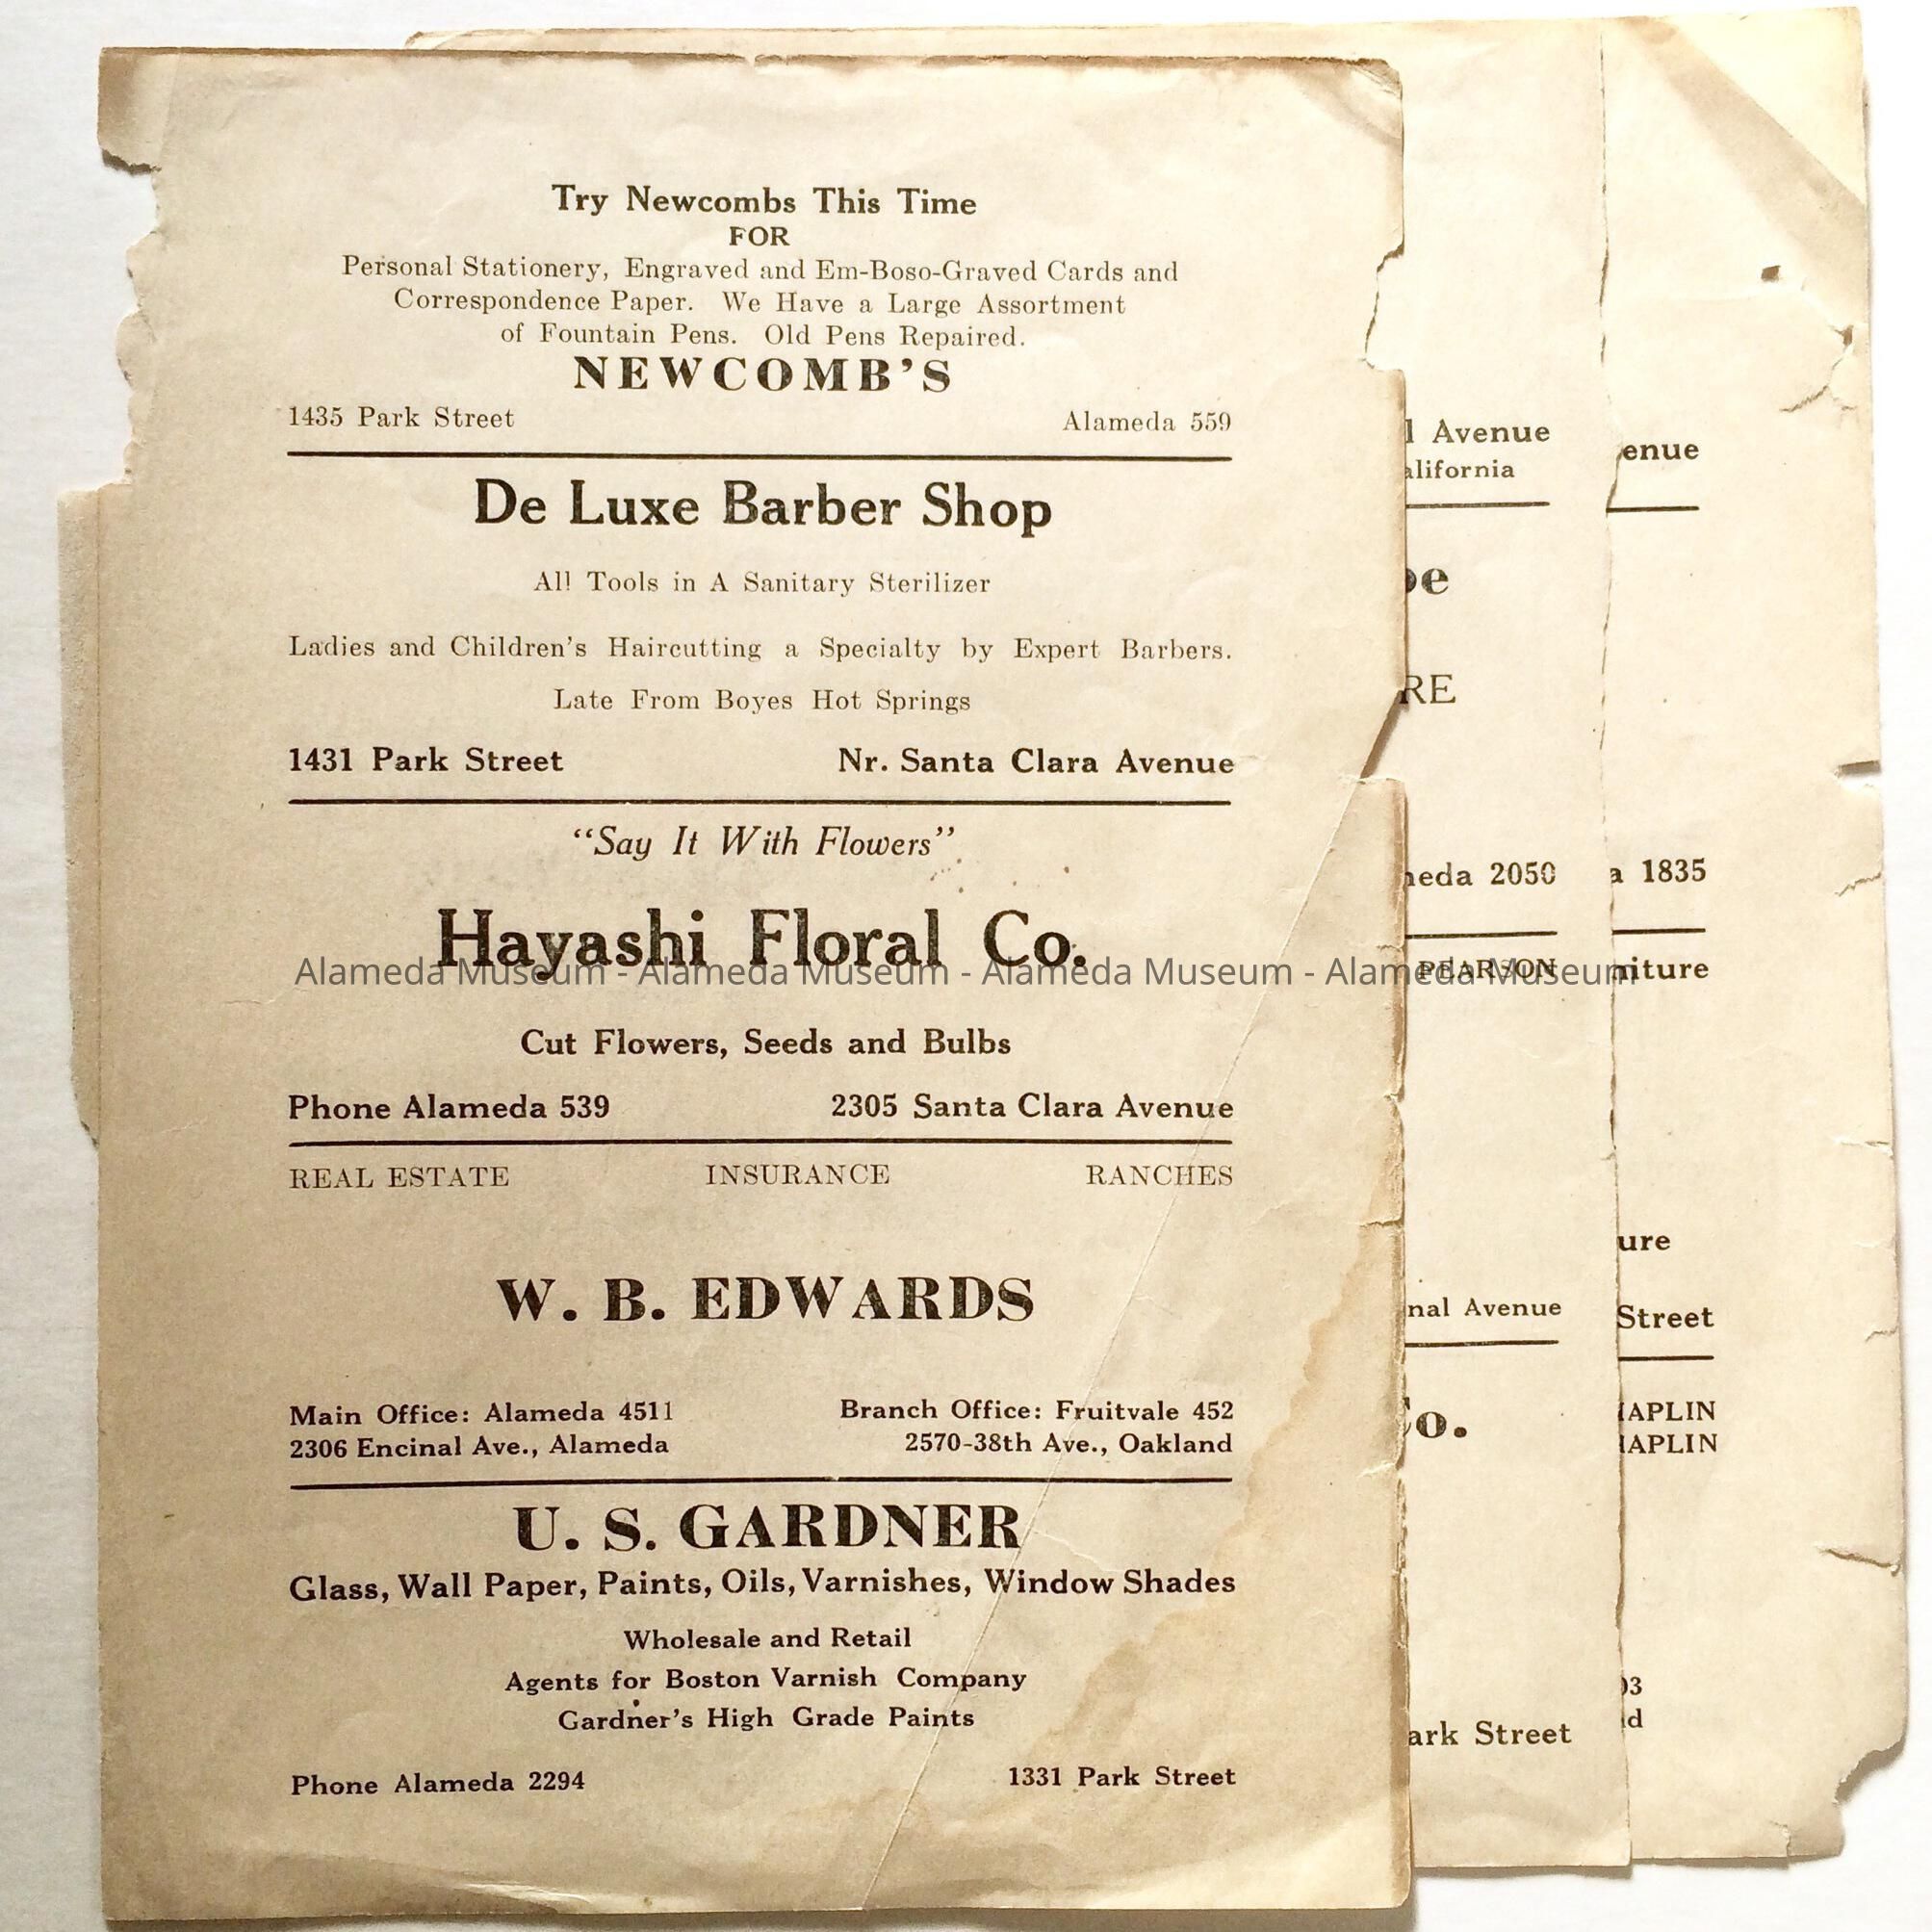 Try Newcombs This Time
FOR
Personal Stationery, Engraved and Em-Boso-Graved Cards and
Correspondence Paper. We Have a Large Assortment
of Fountain Pens. Old Pens Repaired.
NEWCOMB'S
1435 Park Street Alameda 559
De Luxe Barber Shop
All Tools in A Sanitary Sterilizer
Ladies and Children's Haircutting a Specialty by Expert Barbers.
Late From Boyes Hot Springs
1431 Park Street Nr. Santa Clara Avenue
"Say It With Flowers"
Hayashi Floral Co.
Alameda Museum - Alameda Museum - Alameda Museum - Alameda Museum
Cut Flowers, Seeds and Bulbs
Phone Alameda 539 2305 Santa Clara Avenue
REAL ESTATE INSURANCE RANCHES
W. B. EDWARDS
Main Office: Alameda 4511 Branch Office: Fruitvale 452
2306 Encinal Ave., Alameda 2570-38th Ave., Oakland
U. S. GARDNER
Glass, Wall Paper, Paints, Oils, Varnishes, Window Shades
Wholesale and Retail
Agents for Boston Varnish Company
Gardner's High Grade Paints
Phone Alameda 2294 1331 Park Street
l Avenue
alifornia
RE
neda 2050
PEARSON
nal Avenue
Co.
ark Street
enue
a 1835
niture
ure
Street
APLIN
APLIN
3
d